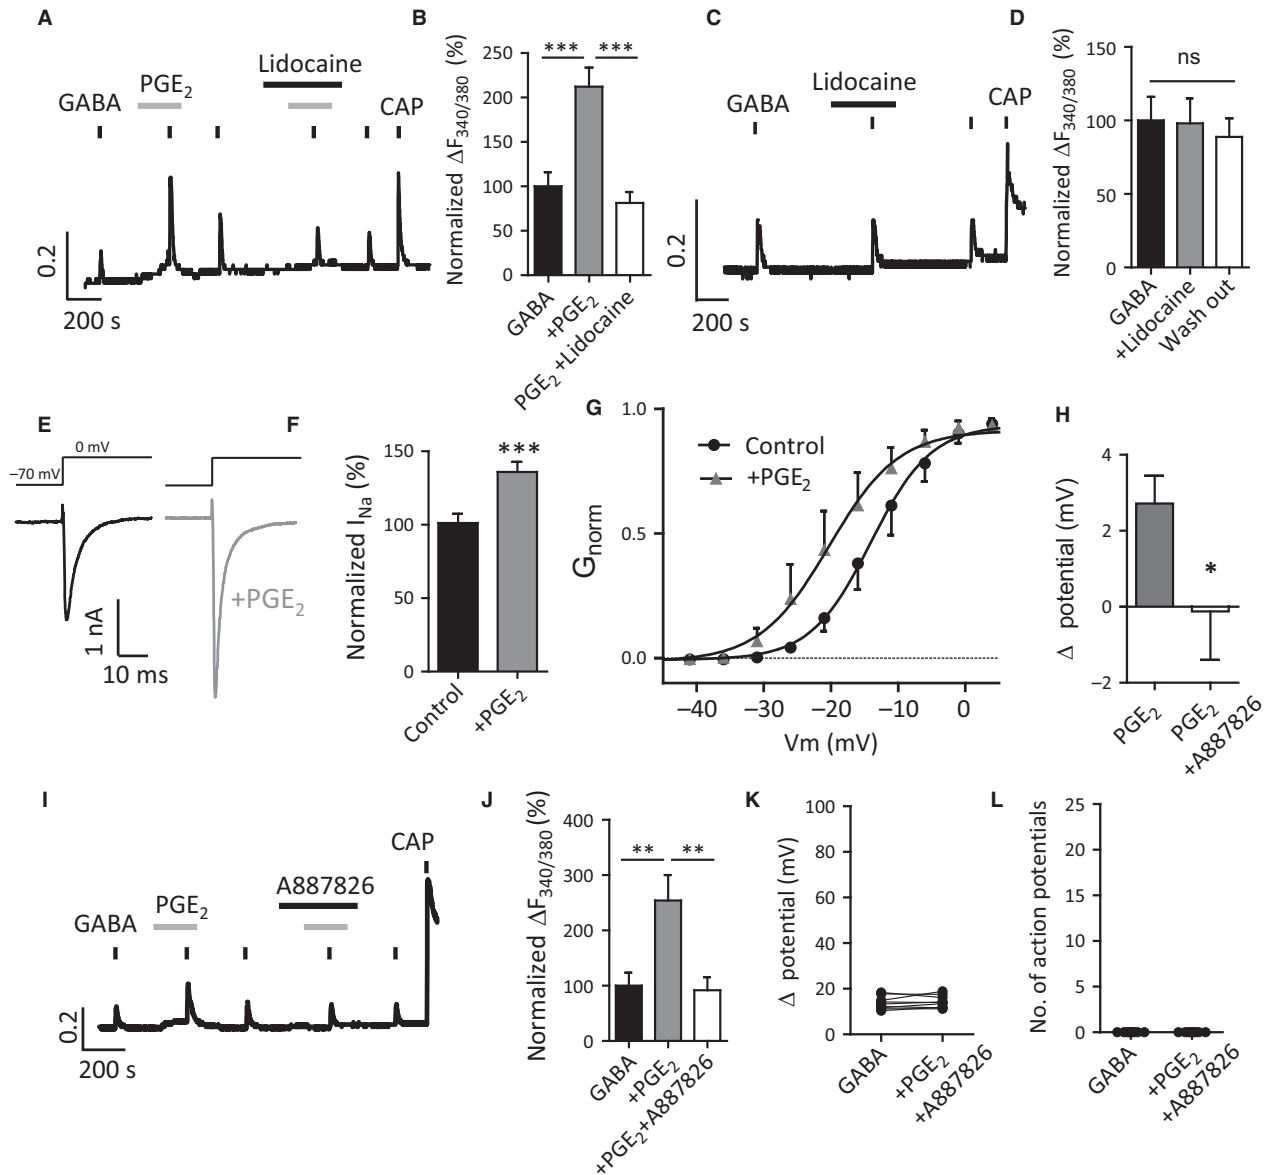 A
GABA
PGE2
Lidocaine
CAP
0.2
200 s
B
Normalized ΔF340/380 (%)
250
200
150
100
50
0
***
***
GABA
+PGE2
PGE2 +Lidocaine
C
GABA
Lidocaine
CAP
0.2
200 s
D
Normalized ΔF340/380 (%)
150
100
50
0
ns
GABA
+Lidocaine
Wash out
E
0 mV
−70 mV
+PGE2
1 nA
10 ms
F
Normalized INa (%)
150
100
50
0
***
Control
+PGE2
G
Gnorm
1.0
0.5
0.0
Control
+PGE2
−40
−30
−20
−10
0
Vm (mV)
H
Δ potential (mV)
4
2
0
−2
*
PGE2
PGE2
+A887826
I
GABA
PGE2
A887826
CAP
0.2
200 s
J
Normalized ΔF340/380 (%)
400
300
200
100
0
**
**
GABA
+PGE2
+PGE2+A887826
K
Δ potential (mV)
100
80
60
40
20
0
GABA
+PGE2
+A887826
L
No. of action potentials
25
20
15
10
5
0
GABA
+PGE2
+A887826